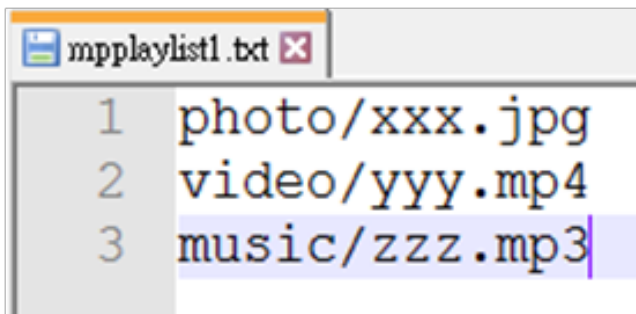 mpplaylist1.txt
1 photo/xxx.jpg
2 video/yyy.mp4
3 music/zzz.mp3